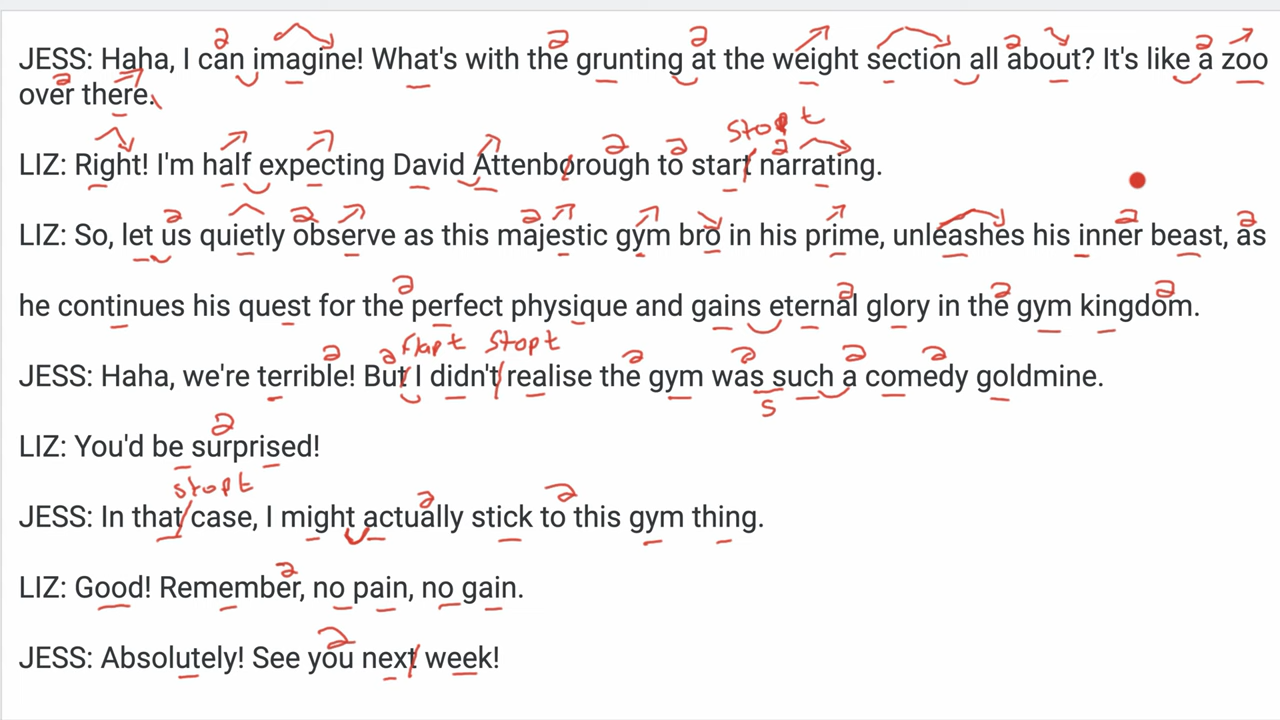 JESS: Haha, I can imagine! What's with the grunting at the weight section all about? It's like a zoo
over there.
stop t
LIZ: Right! I'm half expecting David Attenborough to start narrating.
LIZ: So, let us quietly observe as this majestic gym bro in his prime, unleashes his inner beast, as
he continues his quest for the perfect physique and gains eternal glory in the gym kingdom.
flap t stop t
JESS: Haha, we're terrible! But I didn't realise the gym was such a comedy goldmine.
s
LIZ: You'd be surprised!
stop t
JESS: In that case, I might actually stick to this gym thing.
LIZ: Good! Remember, no pain, no gain.
JESS: Absolutely! See you next week!